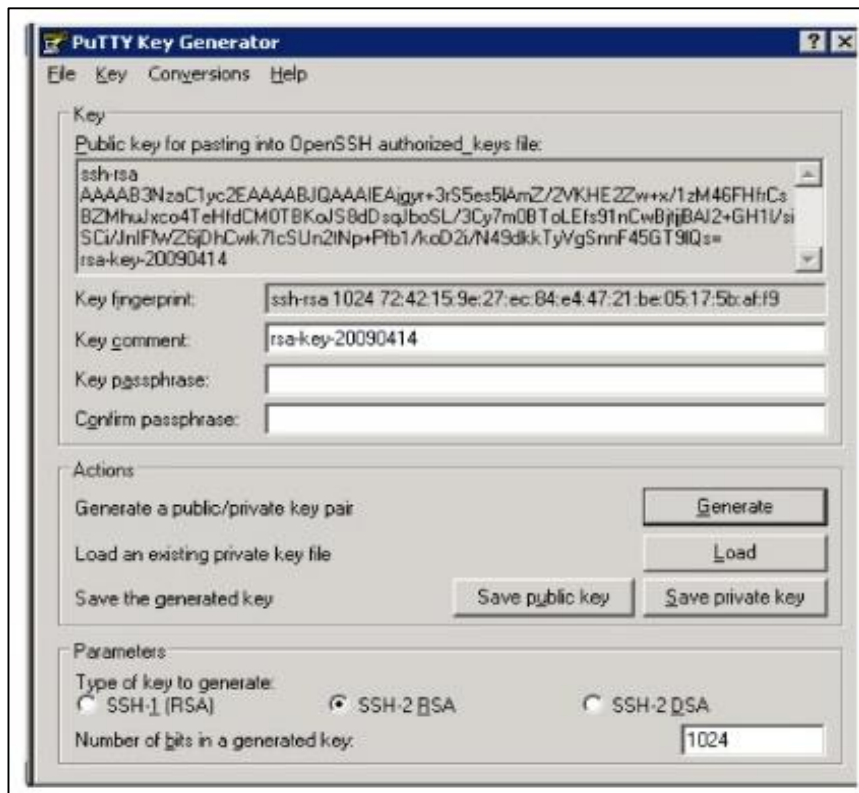 PuTTY Key Generator
File Key Conversions Help
Key
Public key for pasting into OpenSSH authorized_keys file:
ssh-rsa
AAAAB3NzaC1yc2EAAAABJQAAAIEAjgyr+3rS5es5lAmZ/2VKHE2Zw+x/1zM46FHfrCs
BZMhwJxco4TeHfdCM0TBKoJS8dDsqJboSL/3Cy7m0BToLEfs91nCwBjtjjBAI2+GH1l/si
SCi/JnIFlWZ6jDhCwk7IcSUn2tNp+Pfb1/koD2i/N49dkkTyVgSnnF45GT9lQs=
rsa-key-20090414
Key fingerprint: ssh-rsa 1024 72:42:15:9e:27:ec:84:e4:47:21:be:05:17:5b:af:f9
Key comment: rsa-key-20090414
Key passphrase:
Confirm passphrase:
Actions
Generate a public/private key pair Generate
Load an existing private key file Load
Save the generated key Save public key Save private key
Parameters
Type of key to generate:
SSH-1 (RSA) SSH-2 RSA SSH-2 DSA
Number of bits in a generated key: 1024